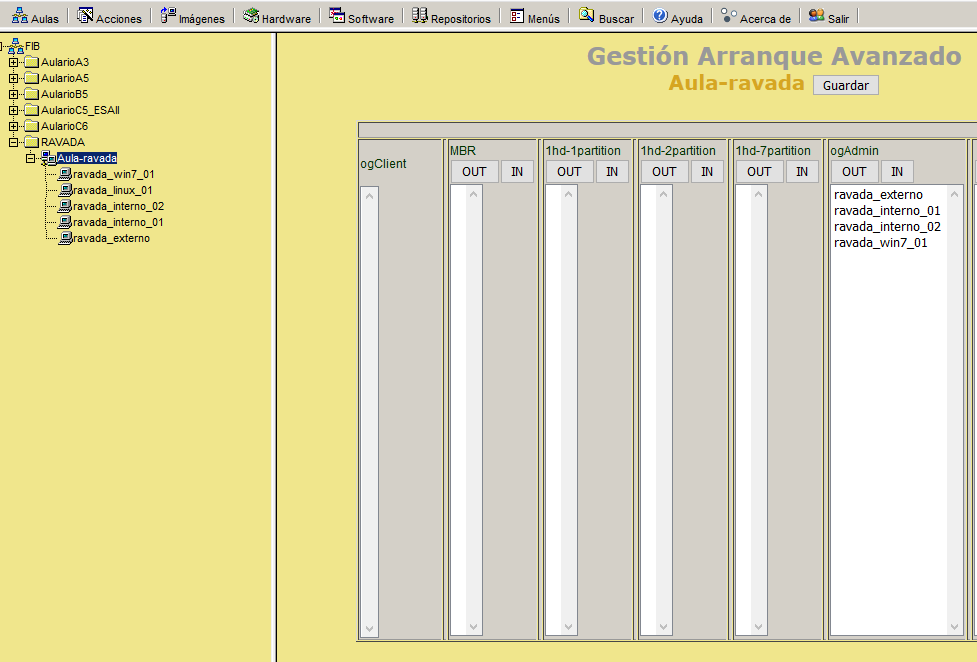 Aulas Acciones Imágenes Hardware Software Repositorios Menús Buscar Ayuda Acerca de Salir
FIB
AularioA3
AularioA5
AularioB5
AularioC5_ESAII
AularioC6
RAVADA
Aula-ravada
ravada_win7_01
ravada_linux_01
ravada_interno_02
ravada_interno_01
ravada_externo
Gestión Arranque Avanzado
Aula-ravada Guardar
ogClient
MBR
OUT IN
1hd-1partition
OUT IN
1hd-2partition
OUT IN
1hd-7partition
OUT IN
ogAdmin
OUT IN
ravada_externo
ravada_interno_01
ravada_interno_02
ravada_win7_01